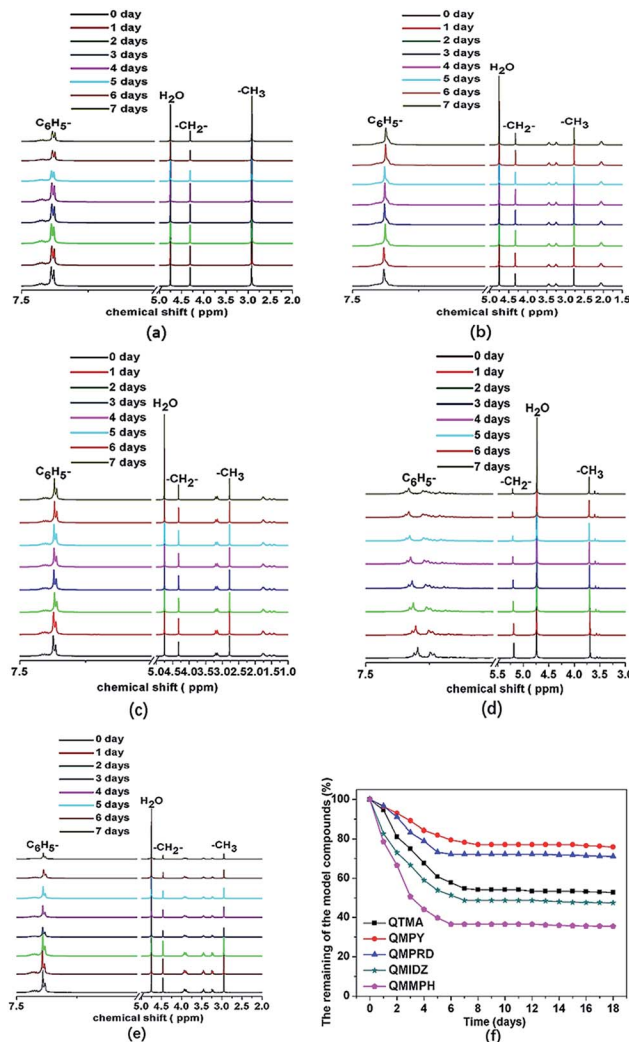 0 day
1 day
2 days
3 days
4 days
5 days
6 days
7 days
C6H5-
H2O
-CH2-
-CH3
7.5 5.0 4.5 4.0 3.5 3.0 2.5 2.0
chemical shift ( ppm)
(a)
0 day
1 day
2 days
3 days
4 days
5 days
6 days
7 days
C6H5-
H2O
-CH2-
-CH3
7.5 5.0 4.5 4.0 3.5 3.0 2.5 2.0 1.5
chemical shift ( ppm)
(b)
0 day
1 day
2 days
3 days
4 days
5 days
6 days
7 days
C6H5-
H2O
-CH2-
-CH3
7.5 5.0 4.5 4.0 3.5 3.0 2.5 2.0 1.5 1.0
chemical shift ( ppm)
(c)
0 day
1 day
2 days
3 days
4 days
5 days
6 days
7 days
C6H5-
H2O
-CH2-
-CH3
7.5 5.5 5.0 4.5 4.0 3.5 3.0
chemical shift (ppm)
(d)
0 day
1 day
2 days
3 days
4 days
5 days
6 days
7 days
C6H5-
H2O
-CH2-
-CH3
7.5 5.0 4.5 4.0 3.5 3.0 2.5 2.0
chemical shift ( ppm)
(e)
The remaining of the model compounds (%)
100
80
60
40
20
0
QTMA
QMPY
QMPRD
QMIDZ
QMMPH
0 2 4 6 8 10 12 14 16 18
Time (days)
(f)